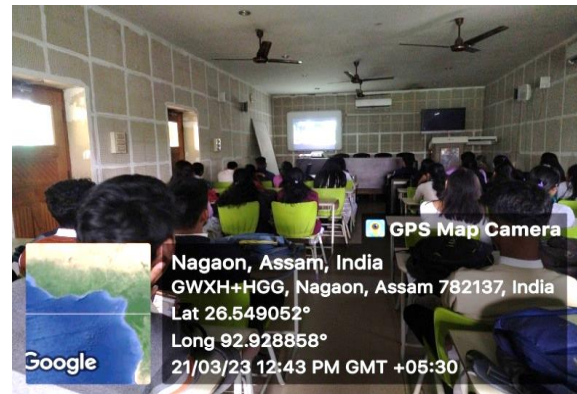 GPS Map Camera
Nagaon, Assam, India
GWXH+HGG, Nagaon, Assam 782137, India
Lat 26.549052°
Long 92.928858°
21/03/23 12:43 PM GMT +05:30
Google